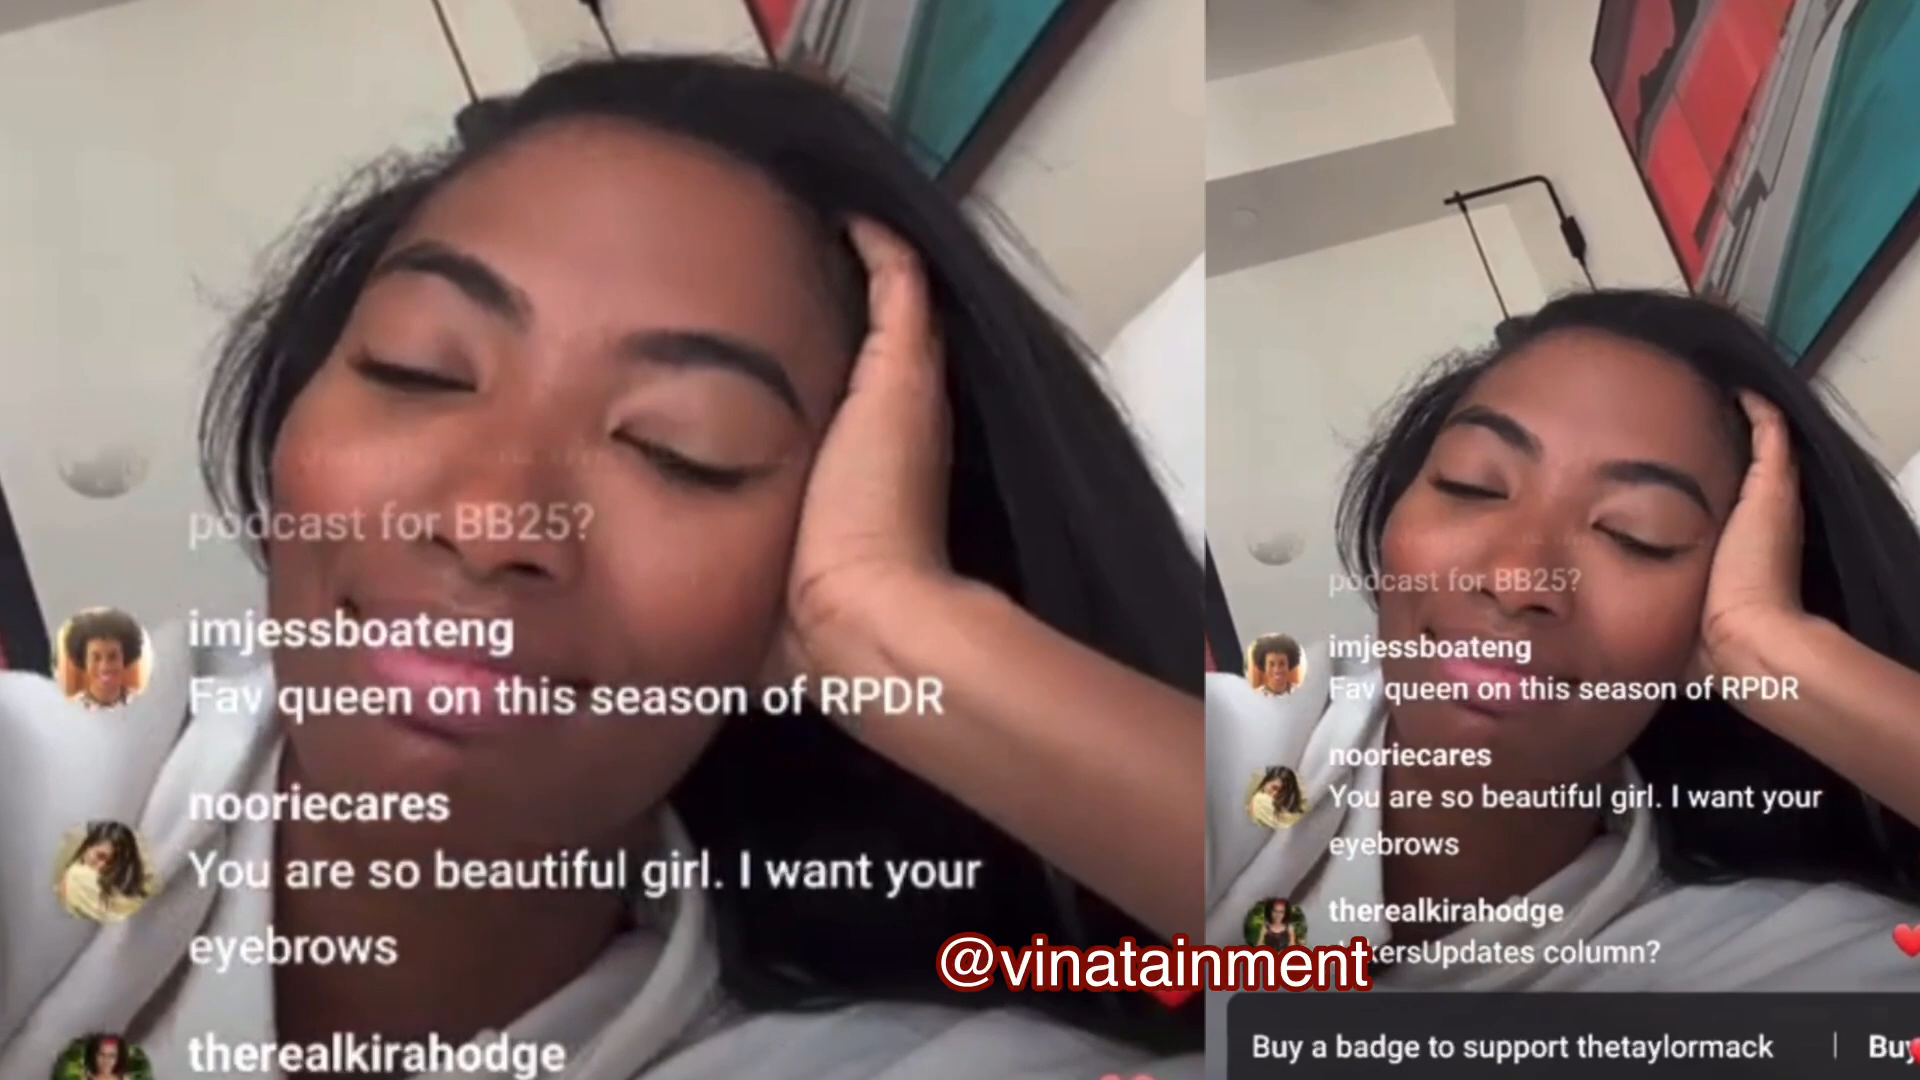 podcast for BB25?
imjessboateng
Fav queen on this season of RPDR
nooriecares
You are so beautiful girl. I want your
eyebrows
therealkirahodge
podcast for BB25?
imjessboateng
Fav queen on this season of RPDR
nooriecares
You are so beautiful girl. I want your
eyebrows
therealkirahodge
kersUpdates column?
@vinatainment
Buy a badge to support thetaylormack | Buy